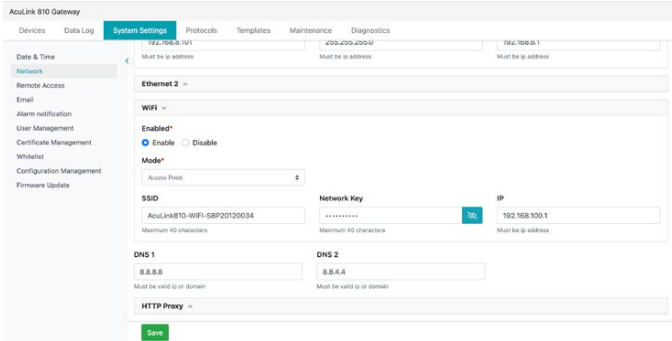 AcuLink 810 Gateway
Devices Data Log System Settings Protocols Templates Maintenance Diagnostics
Date & Time
Network
Remote Access
Email
Alarm notification
User Management
Certificate Management
Whitelist
Configuration Management
Firmware Update
192.168.8.101 255.255.255.0 192.168.8.1
Must be ip address Must be ip address Must be ip address
Ethernet 2
WiFi
Enabled*
Enable Disable
Mode*
Access Point
SSID Network Key IP
AcuLink810-WIFI-SBP20120034 •••••••••• 192.168.100.1
Maximum 40 characters Maximum 40 characters Must be ip address
DNS 1 DNS 2
8.8.8.8 8.8.4.4
Must be valid ip or domain Must be valid ip or domain
HTTP Proxy
Save